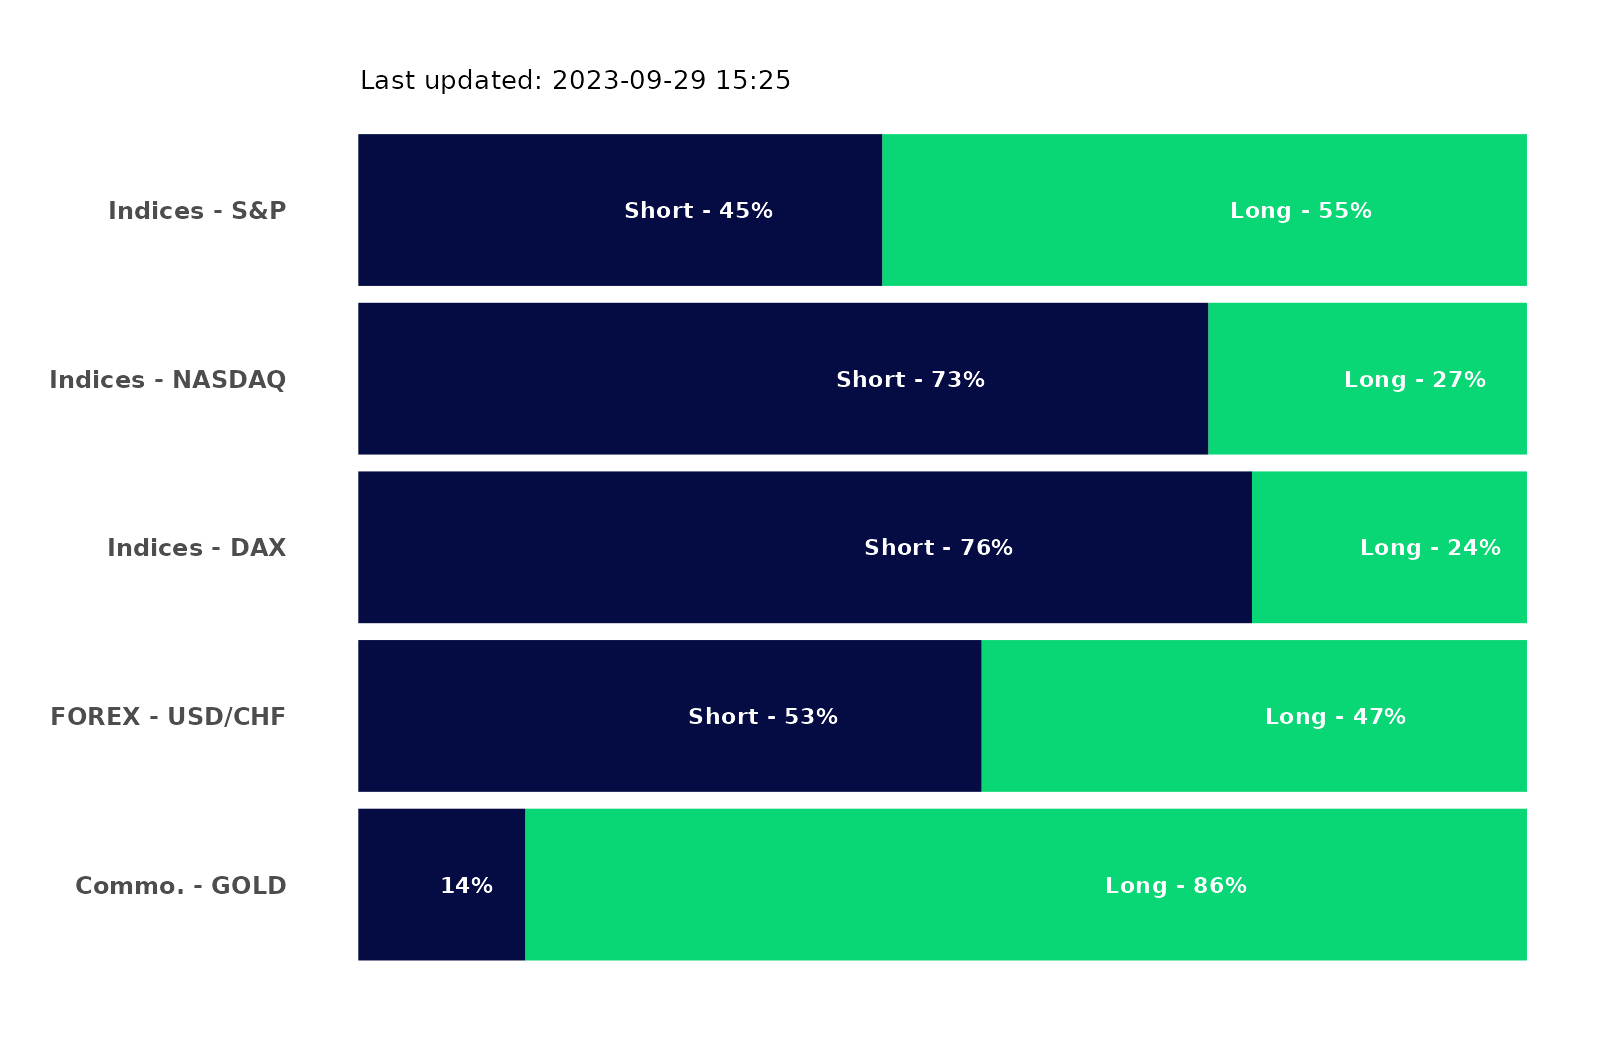 Last updated: 2023-09-29 15:25
Indices - S&P Short - 45% Long - 55%
Indices - NASDAQ Short - 73% Long - 27%
Indices - DAX Short - 76% Long - 24%
FOREX - USD/CHF Short - 53% Long - 47%
Commo. - GOLD 14% Long - 86%